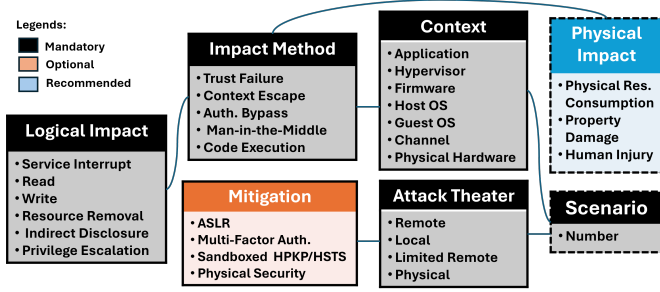 Legends:
Mandatory
Optional
Recommended
Logical Impact
• Service Interrupt
• Read
• Write
• Resource Removal
• Indirect Disclosure
• Privilege Escalation
Impact Method
• Trust Failure
• Context Escape
• Auth. Bypass
• Man-in-the-Middle
• Code Execution
Mitigation
• ASLR
• Multi-Factor Auth.
• Sandboxed HPKP/HSTS
• Physical Security
Context
• Application
• Hypervisor
• Firmware
• Host OS
• Guest OS
• Channel
• Physical Hardware
Attack Theater
• Remote
• Local
• Limited Remote
• Physical
Physical
Impact
• Physical Res.
Consumption
• Property
Damage
• Human Injury
Scenario
• Number